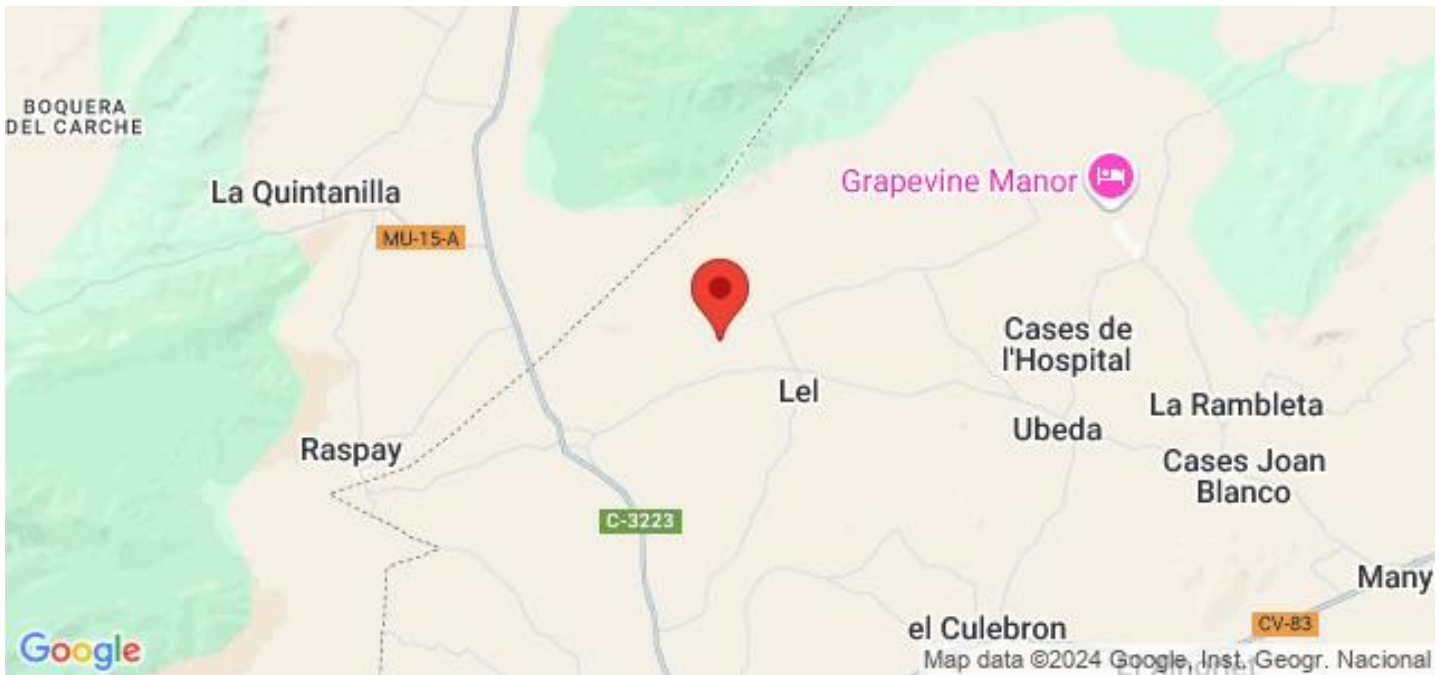 BOQUERA
DEL CARCHE
La Quintanilla
Grapevine Manor
MU-15-A
Cases de
l'Hospital
Lel
La Rambleta
Ubeda
Raspay
Cases Joan
Blanco
C-3223
Many
el Culebron
CV-83
Google
Map data ©2024 Google, Inst. Geogr. Nacional